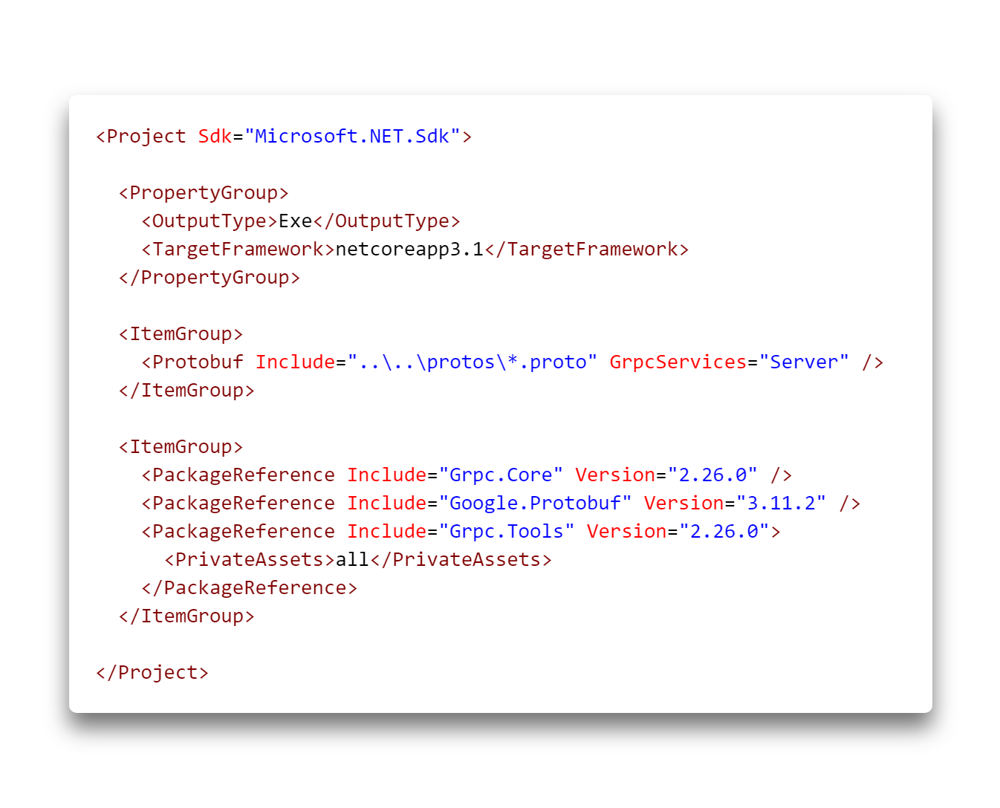 <Project Sdk="Microsoft.NET.Sdk">
<PropertyGroup>
<OutputType>Exe</OutputType>
<TargetFramework>netcoreapp3.1</TargetFramework>
</PropertyGroup>
<ItemGroup>
<Protobuf Include="..\..\protos\*.proto" GrpcServices="Server" />
</ItemGroup>
<ItemGroup>
<PackageReference Include="Grpc.Core" Version="2.26.0" />
<PackageReference Include="Google.Protobuf" Version="3.11.2" />
<PackageReference Include="Grpc.Tools" Version="2.26.0">
<PrivateAssets>all</PrivateAssets>
</PackageReference>
</ItemGroup>
</Project>